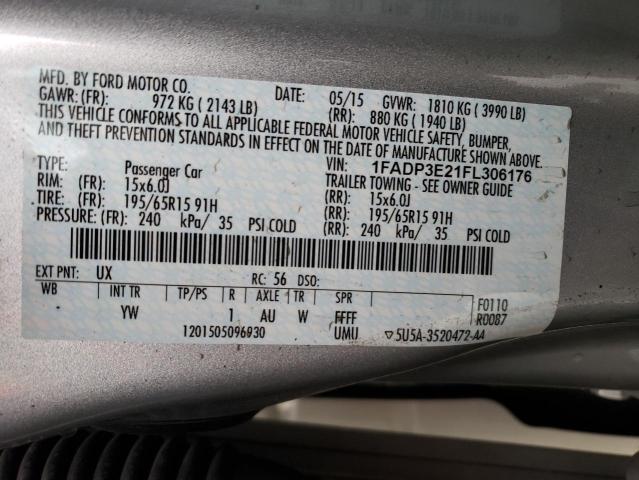 MFD. BY FORD MOTOR CO.
DATE: 05/15 GVWR: 1810 KG ( 3990 LB)
GAWR: (FR): 972 KG ( 2143 LB) (RR): 880 KG ( 1940 LB)
THIS VEHICLE CONFORMS TO ALL APPLICABLE FEDERAL MOTOR VEHICLE SAFETY, BUMPER,
AND THEFT PREVENTION STANDARDS IN EFFECT ON THE DATE OF MANUFACTURE SHOWN ABOVE.
TYPE: Passenger Car VIN: 1FADP3E21FL306176
TRAILER TOWING - SEE OWNER GUIDE
RIM: (FR): 15x6.0J (RR): 15x6.0J
TIRE: (FR): 195/65R15 91H (RR): 195/65R15 91H
PRESSURE: (FR): 240 kPa/ 35 PSI COLD (RR): 240 kPa/ 35 PSI COLD
EXT PNT: UX RC: 56 DSO:
WB INT TR TP/PS R AXLE TR SPR F0110
YW 1 AU W FFFF R0087
120150509693O UMU ▽5U5A-3520472-AA